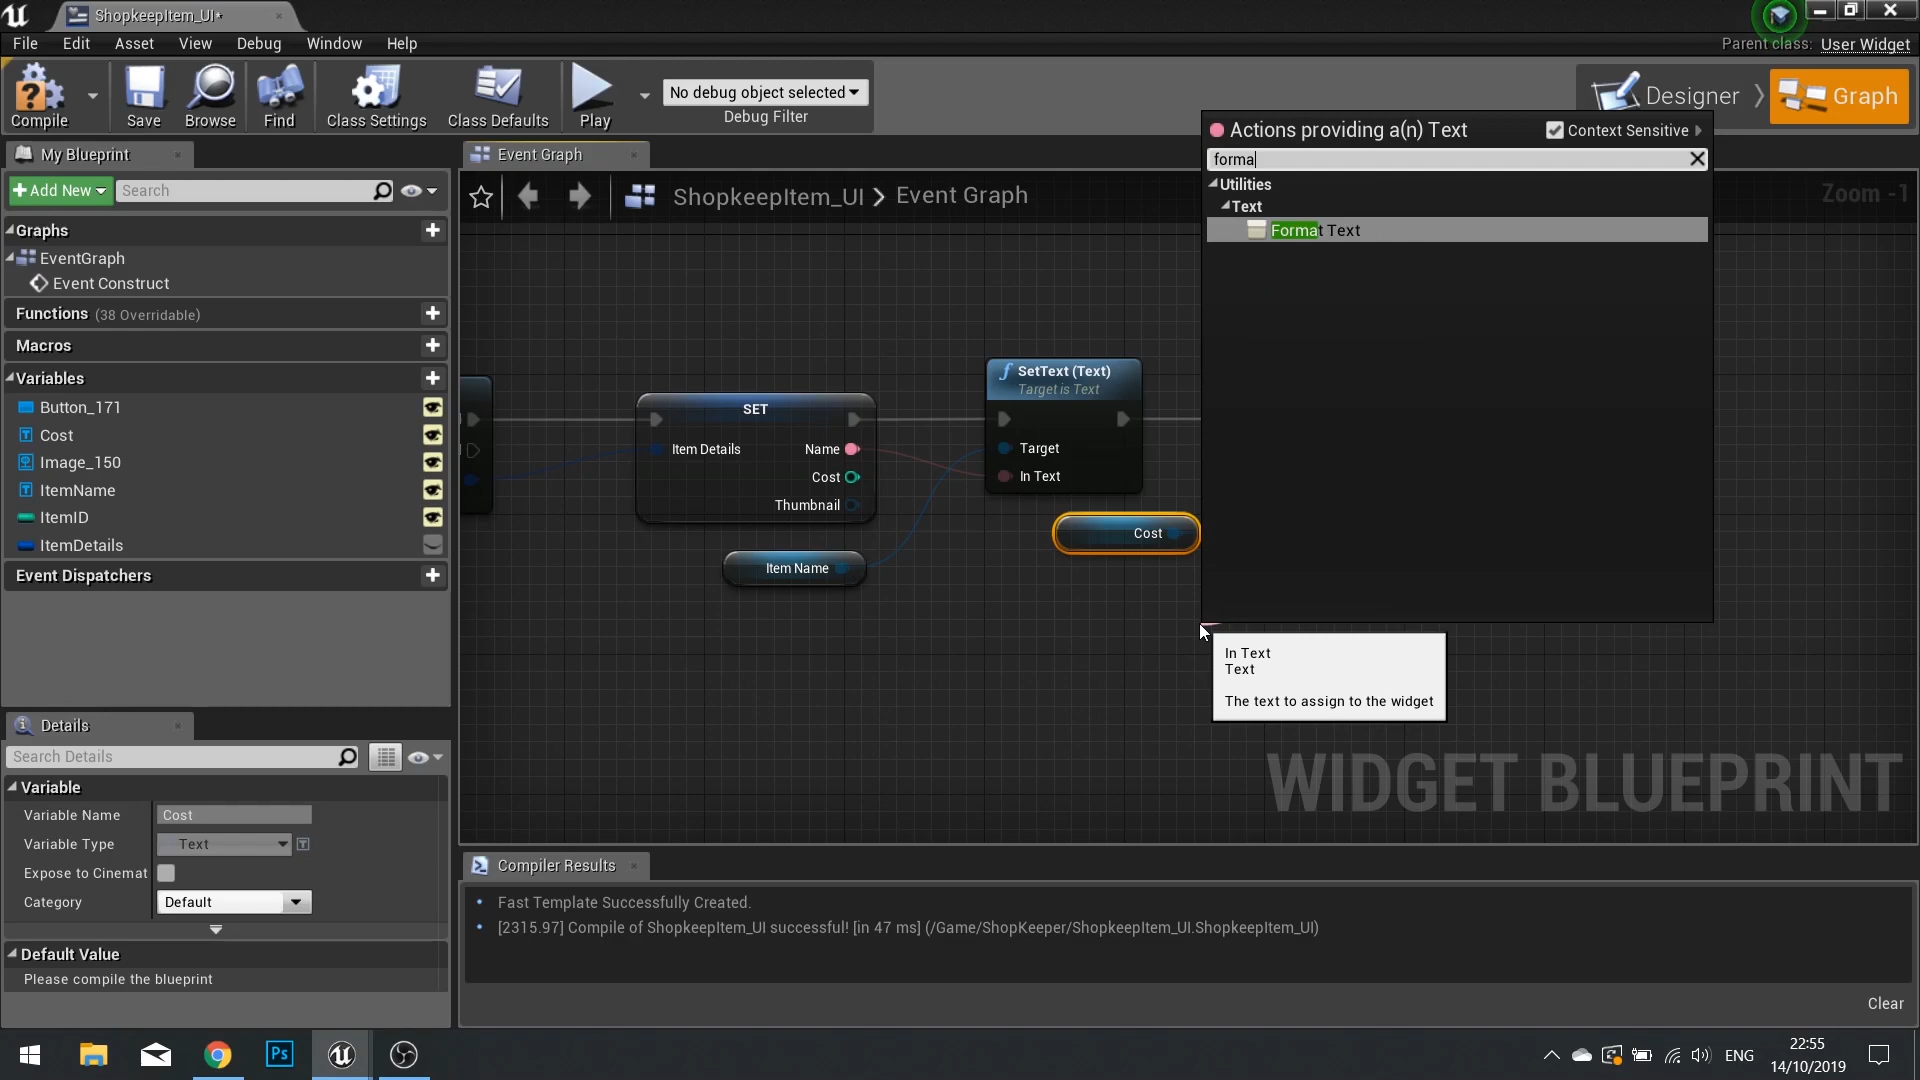 ShopkeepItem_UI*
File Edit Asset View Debug Window Help
Parent class: User Widget
Compile Save Browse Find Class Settings Class Defaults Play
No debug object selected
Debug Filter
Designer Graph
My Blueprint
Add New Search
Graphs
EventGraph
Event Construct
Functions (38 Overridable)
Macros
Variables
Button_171
Cost
Image_150
ItemName
ItemID
ItemDetails
Event Dispatchers
Details
Search Details
Variable
Variable Name Cost
Variable Type Text
Expose to Cinemat
Category Default
Default Value
Please compile the blueprint
Event Graph
ShopkeepItem_UI > Event Graph
Zoom -1
SET
Item Details Name
Cost
Thumbnail
Item Name
SetText (Text)
Target is Text
Target
In Text
Cost
Actions providing a(n) Text Context Sensitive
forma
Utilities
Text
Format Text
In Text
Text
The text to assign to the widget
WIDGET BLUEPRINT
Compiler Results
• Fast Template Successfully Created.
• [2315.97] Compile of ShopkeepItem_UI successful! [in 47 ms] (/Game/ShopKeeper/ShopkeepItem_UI.ShopkeepItem_UI)
Clear
Ps
ENG
22:55
14/10/2019